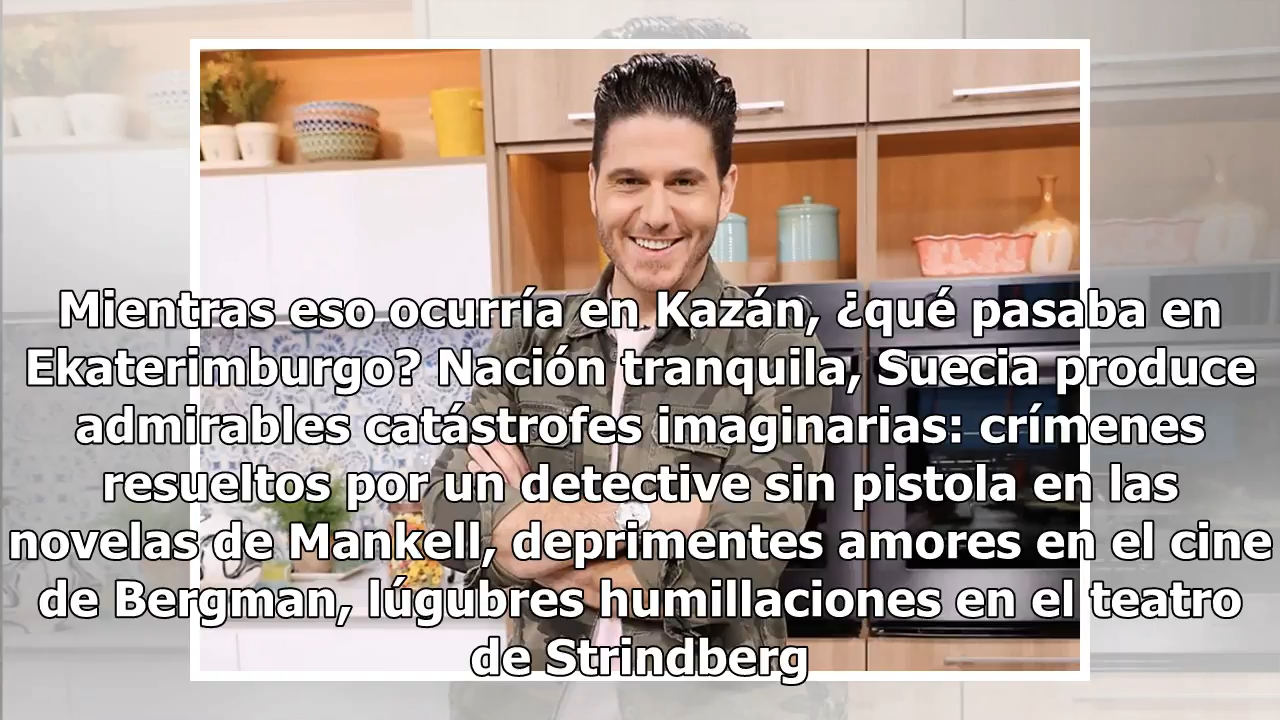 Mientras eso ocurría en Kazán, ¿qué pasaba en
Ekaterimburgo? Nación tranquila, Suecia produce
admirables catástrofes imaginarias: crímenes
resueltos por un detective sin pistola en las
novelas de Mankell, deprimentes amores en el cine
de Bergman, lúgubres humillaciones en el teatro
de Strindberg